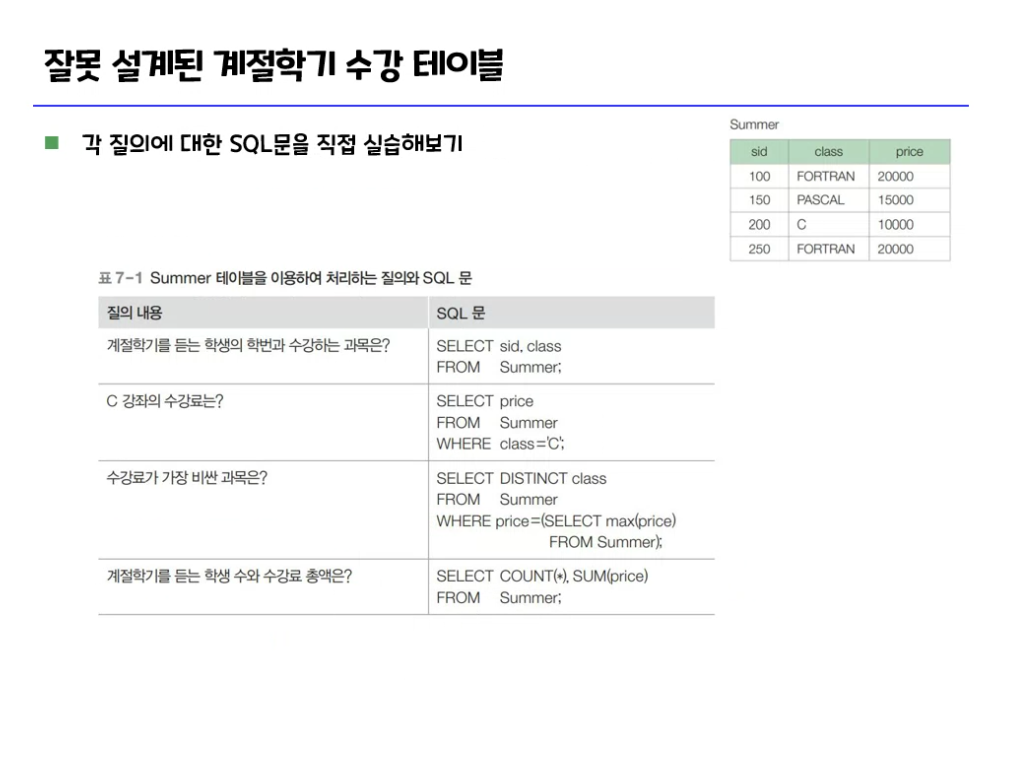 잘못 설계된 계절학기 수강 테이블
각 질의에 대한 SQL문을 직접 실습해보기
Summer
sid class price
100 FORTRAN 20000
150 PASCAL 15000
200 C 10000
250 FORTRAN 20000
표 7-1 Summer 테이블을 이용하여 처리하는 질의와 SQL 문
질의 내용 SQL 문
계절학기를 듣는 학생의 학번과 수강하는 과목은? SELECT sid, class
FROM Summer;
C 강좌의 수강료는? SELECT price
FROM Summer
WHERE class='C';
수강료가 가장 비싼 과목은? SELECT DISTINCT class
FROM Summer
WHERE price=(SELECT max(price)
FROM Summer);
계절학기를 듣는 학생 수와 수강료 총액은? SELECT COUNT(*), SUM(price)
FROM Summer;